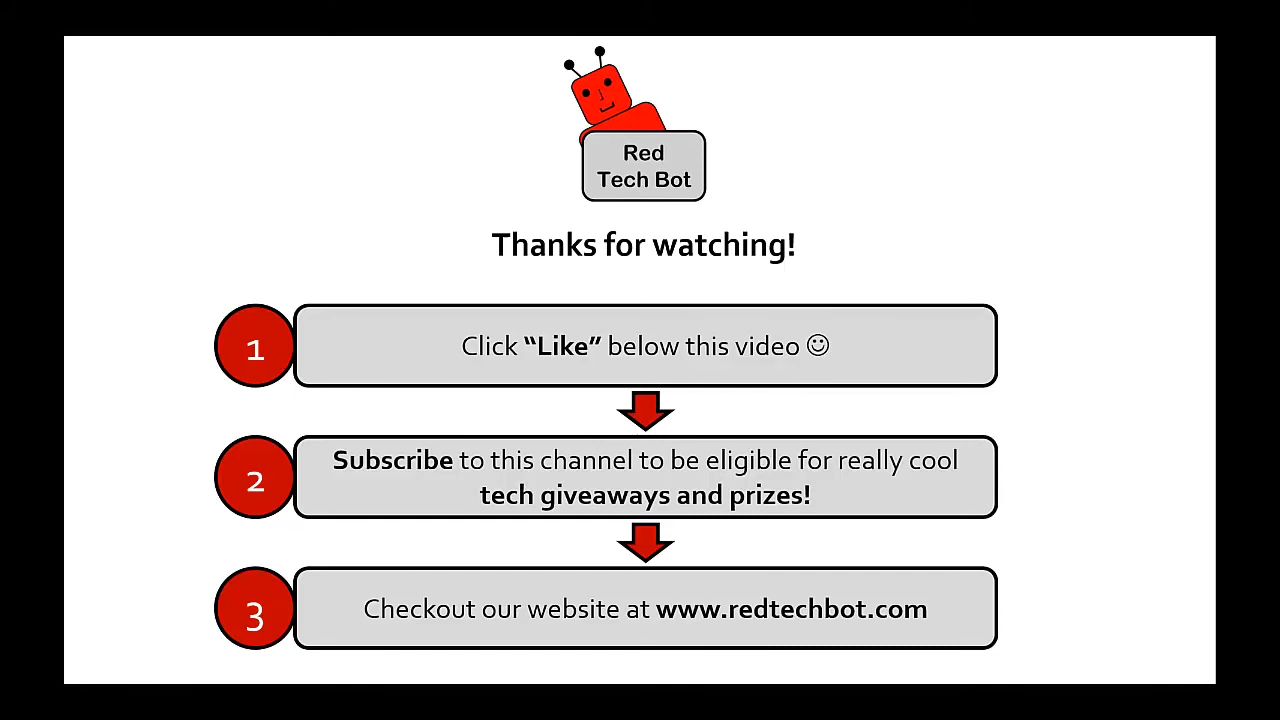 Red
Tech Bot
Thanks for watching!
1
Click “Like” below this video ☺
2
Subscribe to this channel to be eligible for really cool
tech giveaways and prizes!
3
Checkout our website at www.redtechbot.com